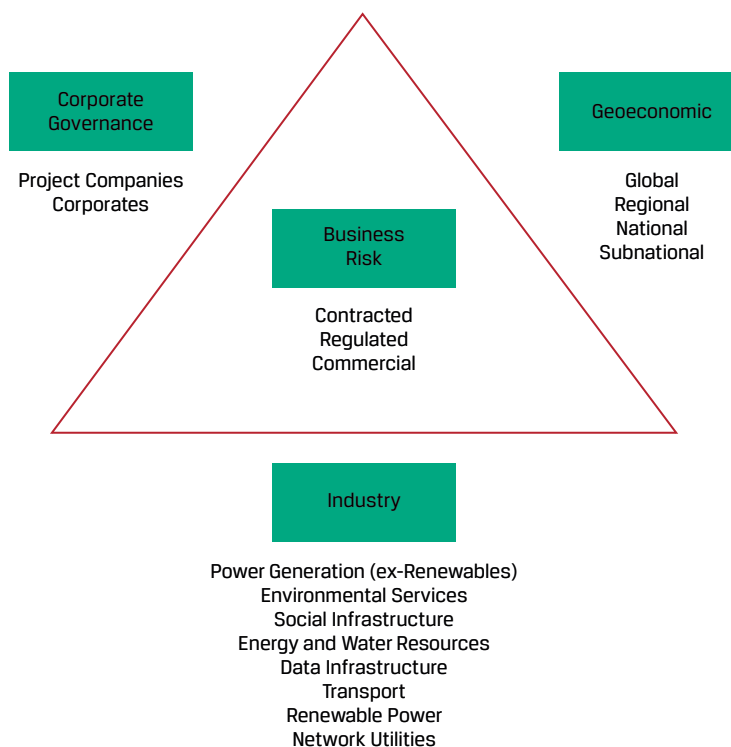 Corporate
Governance
Project Companies
Corporates
Geoeconomic
Global
Regional
National
Subnational
Business
Risk
Contracted
Regulated
Commercial
Industry
Power Generation (ex-Renewables)
Environmental Services
Social Infrastructure
Energy and Water Resources
Data Infrastructure
Transport
Renewable Power
Network Utilities